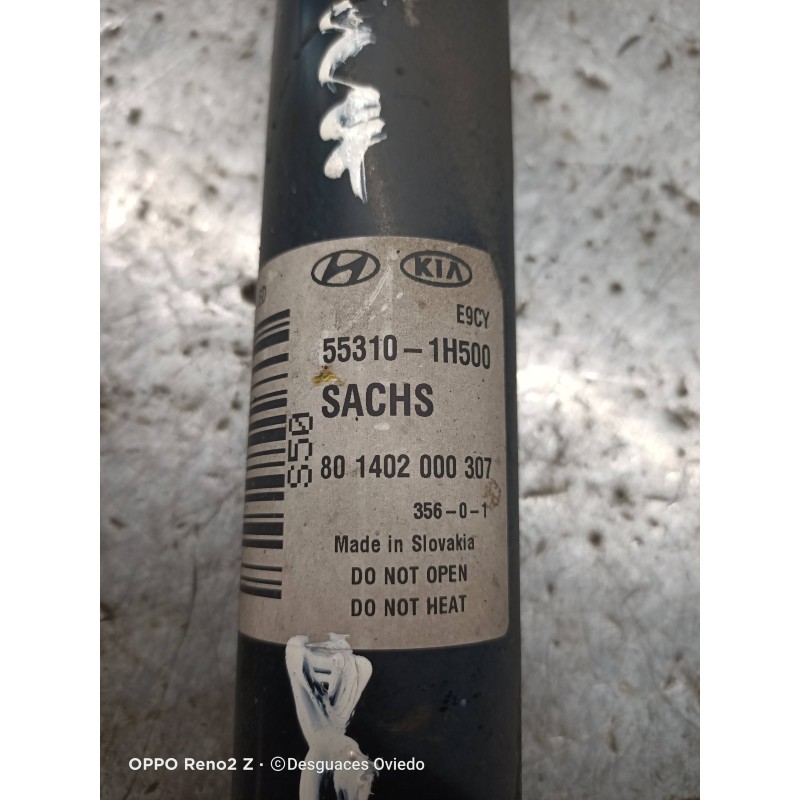 KIA
E9CY
55310-1H500
SACHS
S50
80 1402 000 307
356-0-1
Made in Slovakia
DO NOT OPEN
DO NOT HEAT
OPPO Reno2 Z · ©Desguaces Oviedo